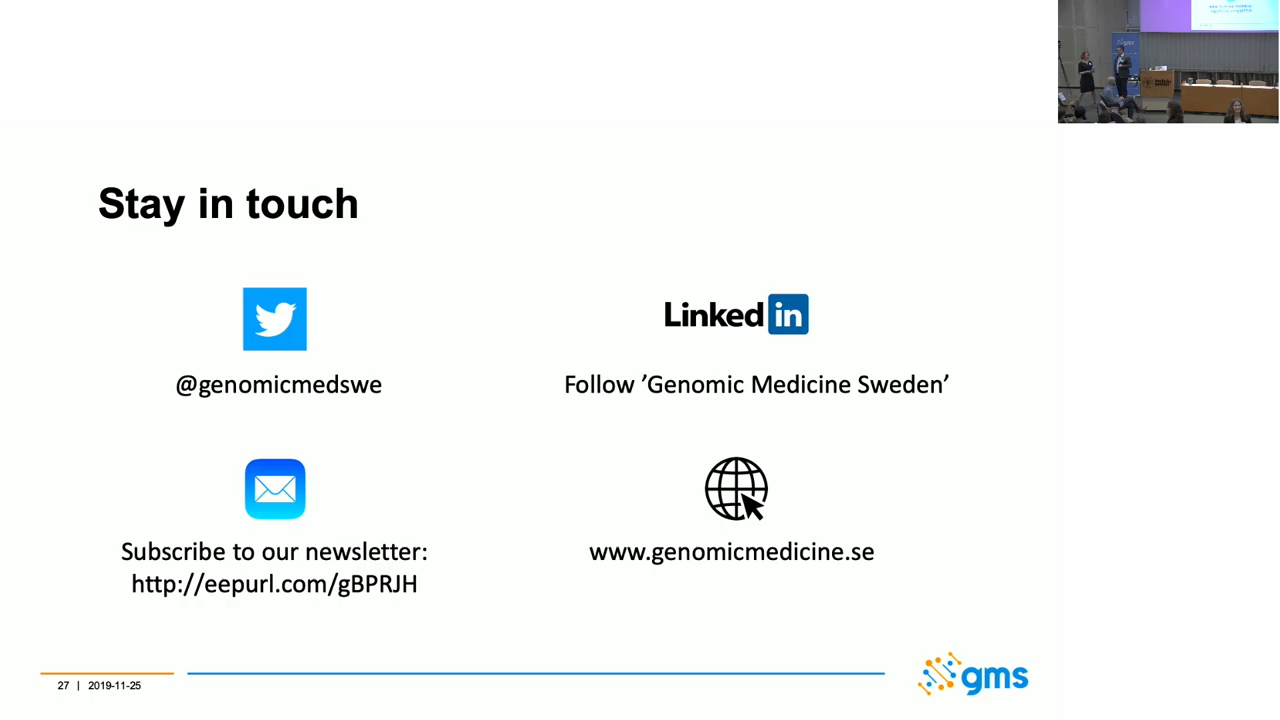 Stay in touch
Linked in
@genomicmedswe
Follow ’Genomic Medicine Sweden’
Subscribe to our newsletter:
http://eepurl.com/gBPRJH
www.genomicmedicine.se
27 | 2019-11-25
gms
gms